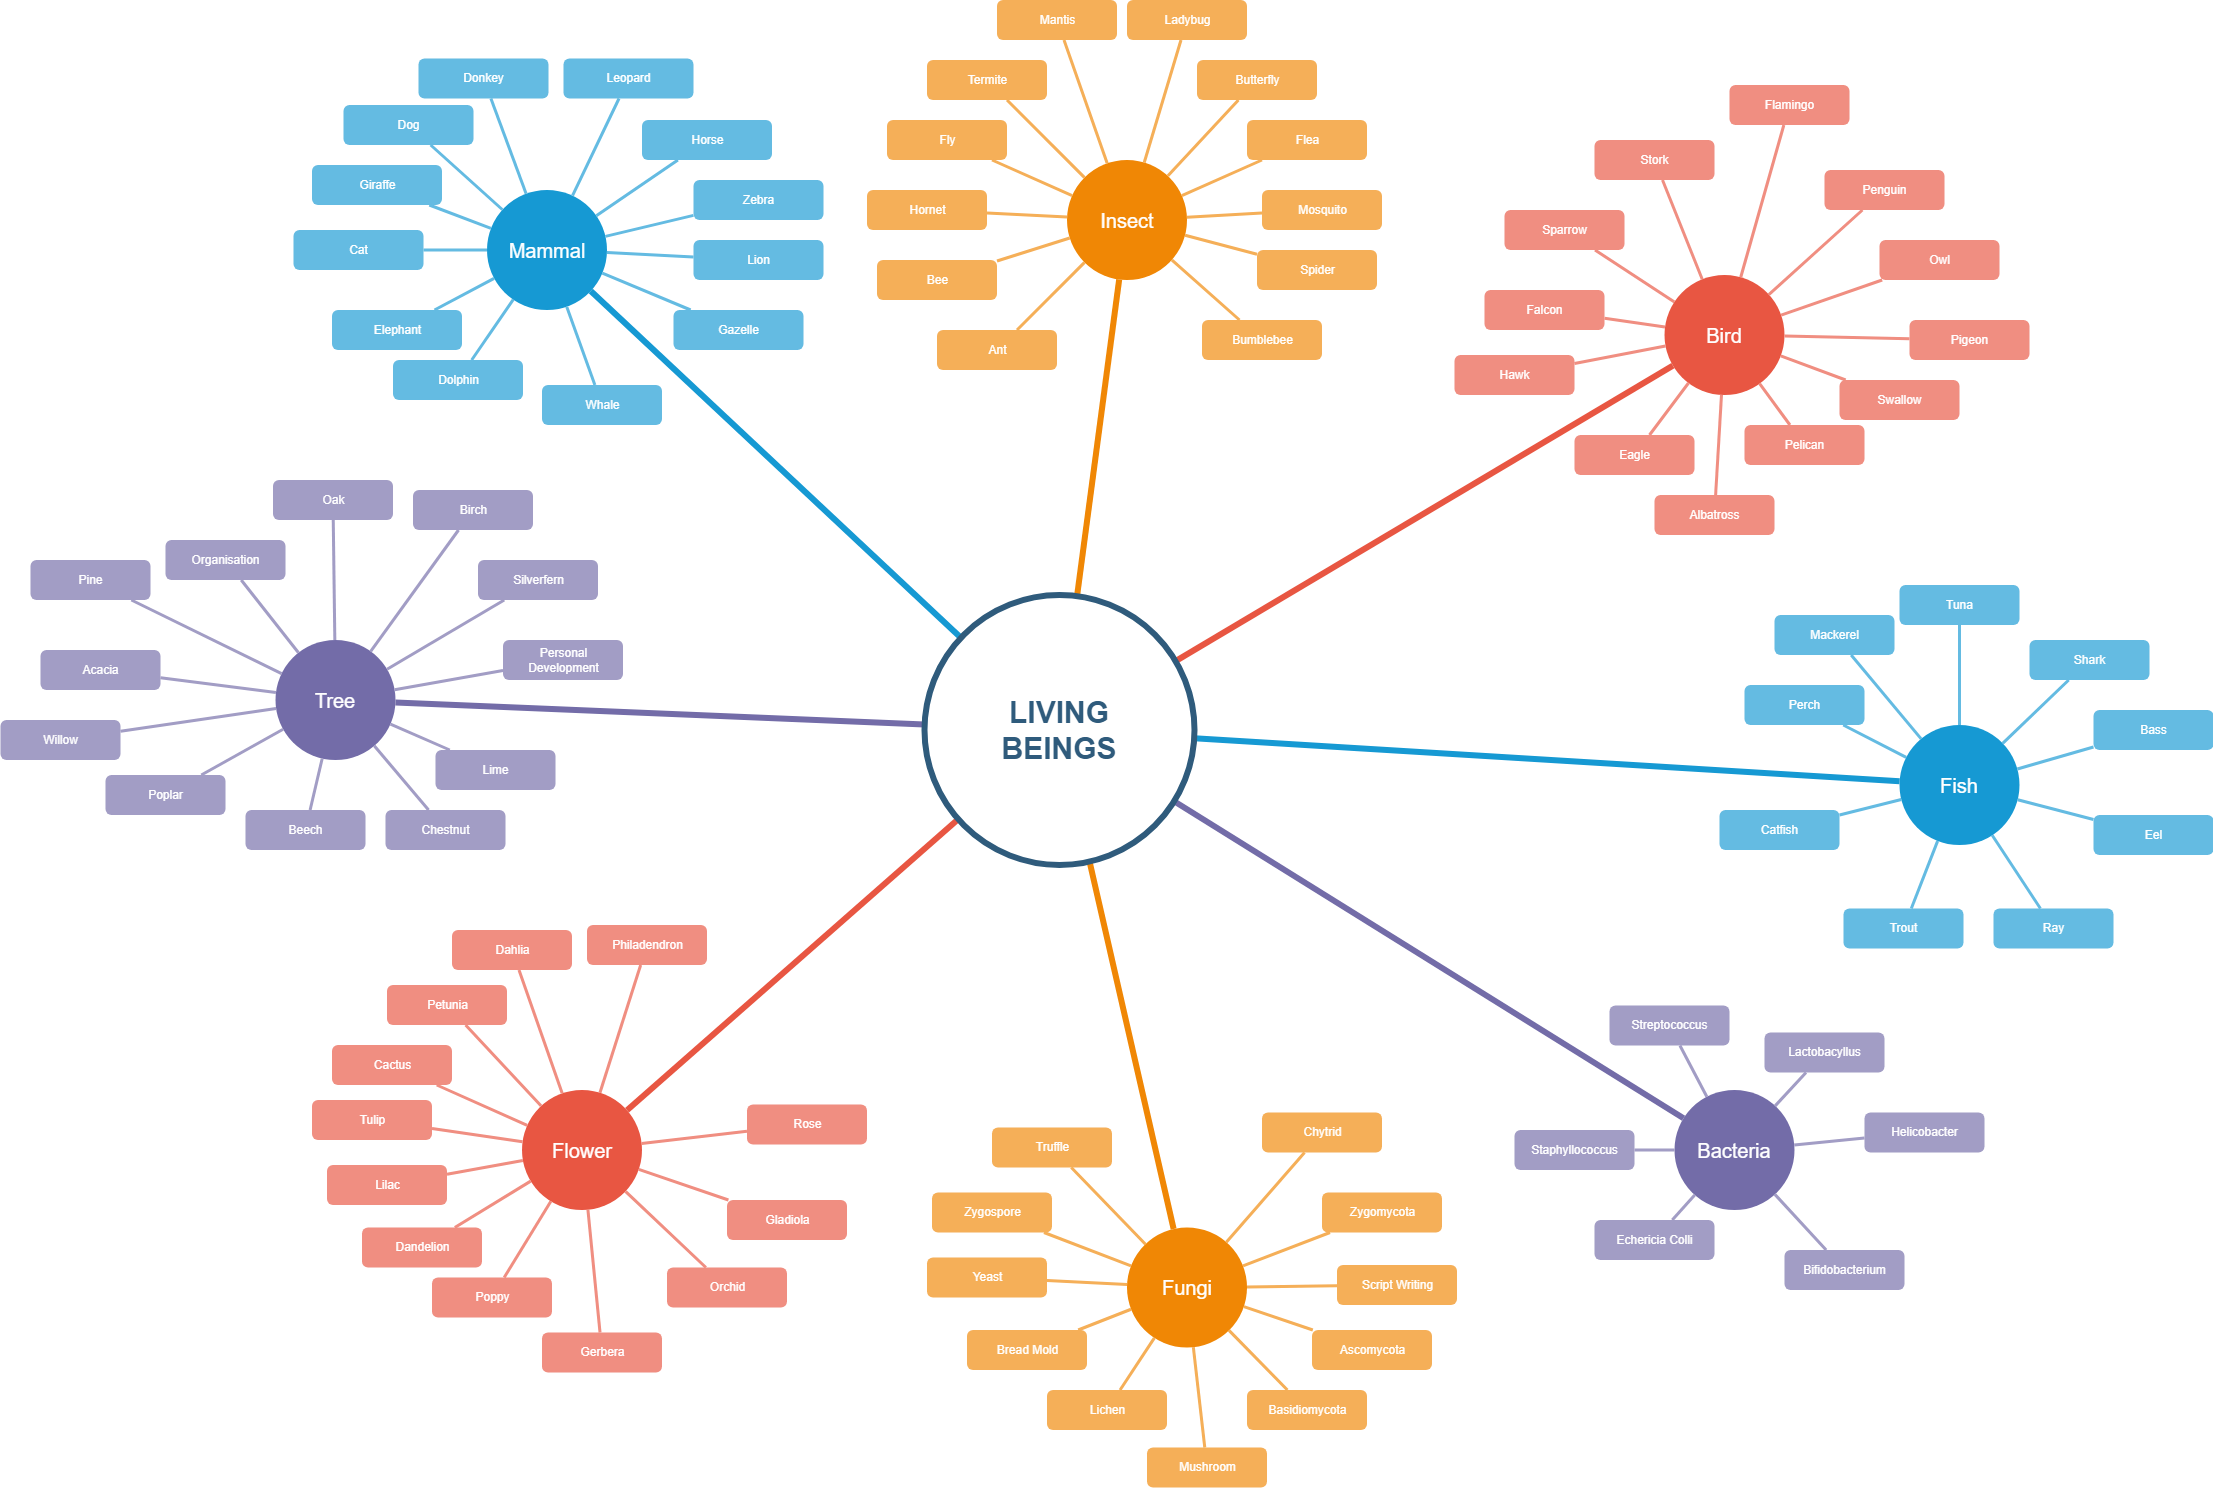 LIVING
BEINGS
Mammal
Donkey
Leopard
Dog
Horse
Giraffe
Zebra
Cat
Lion
Elephant
Gazelle
Dolphin
Whale
Insect
Mantis
Ladybug
Termite
Butterfly
Fly
Flea
Hornet
Mosquito
Bee
Spider
Ant
Bumblebee
Bird
Flamingo
Stork
Penguin
Sparrow
Owl
Falcon
Pigeon
Hawk
Swallow
Eagle
Pelican
Albatross
Tree
Oak
Birch
Organisation
Pine
Silverfern
Personal
Development
Acacia
Willow
Lime
Poplar
Beech
Chestnut
Fish
Tuna
Mackerel
Shark
Perch
Bass
Catfish
Eel
Trout
Ray
Flower
Dahlia
Philadendron
Petunia
Cactus
Tulip
Rose
Lilac
Gladiola
Dandelion
Orchid
Poppy
Gerbera
Fungi
Truffle
Chytrid
Zygospore
Zygomycota
Yeast
Script Writing
Bread Mold
Ascomycota
Lichen
Basidiomycota
Mushroom
Bacteria
Streptococcus
Lactobacyllus
Helicobacter
Staphyllococcus
Echericia Colli
Bifidobacterium